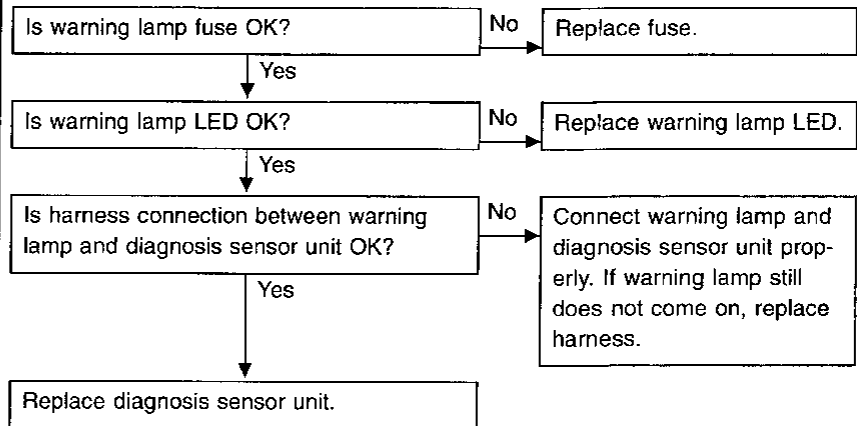 Is warning lamp fuse OK?
No
Replace fuse.
Yes
Is warning lamp LED OK?
No
Replace warning lamp LED.
Yes
Is harness connection between warning
lamp and diagnosis sensor unit OK?
No
Connect warning lamp and
diagnosis sensor unit prop-
erly. If warning lamp still
does not come on, replace
harness.
Yes
Replace diagnosis sensor unit.